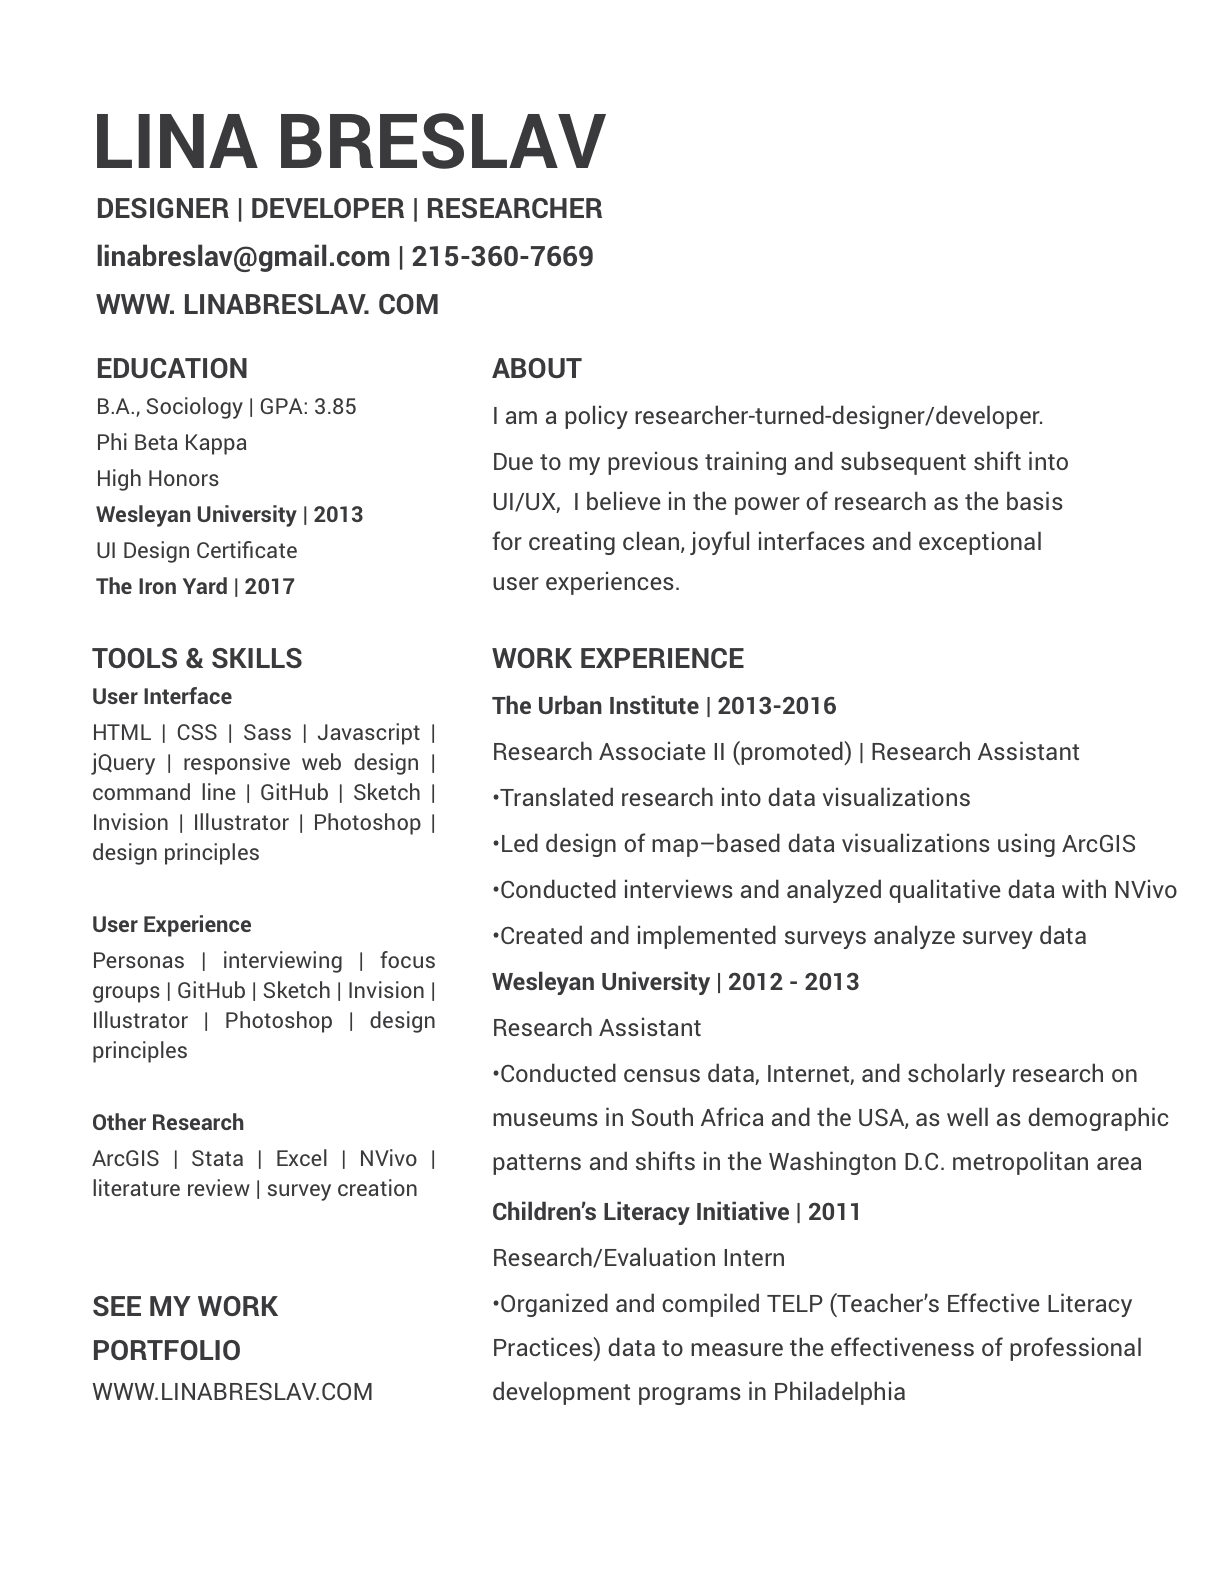 LINA BRESLAV
DESIGNER | DEVELOPER | RESEARCHER
linabreslav@gmail.com | 215-360-7669
WWW. LINABRESLAV. COM
EDUCATION
B.A., Sociology | GPA: 3.85
Phi Beta Kappa
High Honors
Wesleyan University | 2013
UI Design Certificate
The Iron Yard | 2017
TOOLS & SKILLS
User Interface
HTML | CSS | Sass | Javascript |
jQuery | responsive web design |
command line | GitHub | Sketch |
Invision | Illustrator | Photoshop |
design principles
User Experience
Personas | interviewing | focus
groups | GitHub | Sketch | Invision |
Illustrator | Photoshop | design
principles
Other Research
ArcGIS | Stata | Excel | NVivo |
literature review | survey creation
SEE MY WORK
PORTFOLIO
WWW.LINABRESLAV.COM
ABOUT
I am a policy researcher-turned-designer/developer.
Due to my previous training and subsequent shift into
UI/UX,  I believe in the power of research as the basis
for creating clean, joyful interfaces and exceptional
user experiences.
WORK EXPERIENCE
The Urban Institute | 2013-2016
Research Associate II (promoted) | Research Assistant
•Translated research into data visualizations
•Led design of map–based data visualizations using ArcGIS
•Conducted interviews and analyzed qualitative data with NVivo
•Created and implemented surveys analyze survey data
Wesleyan University | 2012 - 2013
Research Assistant
•Conducted census data, Internet, and scholarly research on
museums in South Africa and the USA, as well as demographic
patterns and shifts in the Washington D.C. metropolitan area
Children’s Literacy Initiative | 2011
Research/Evaluation Intern
•Organized and compiled TELP (Teacher’s Effective Literacy
Practices) data to measure the effectiveness of professional
development programs in Philadelphia